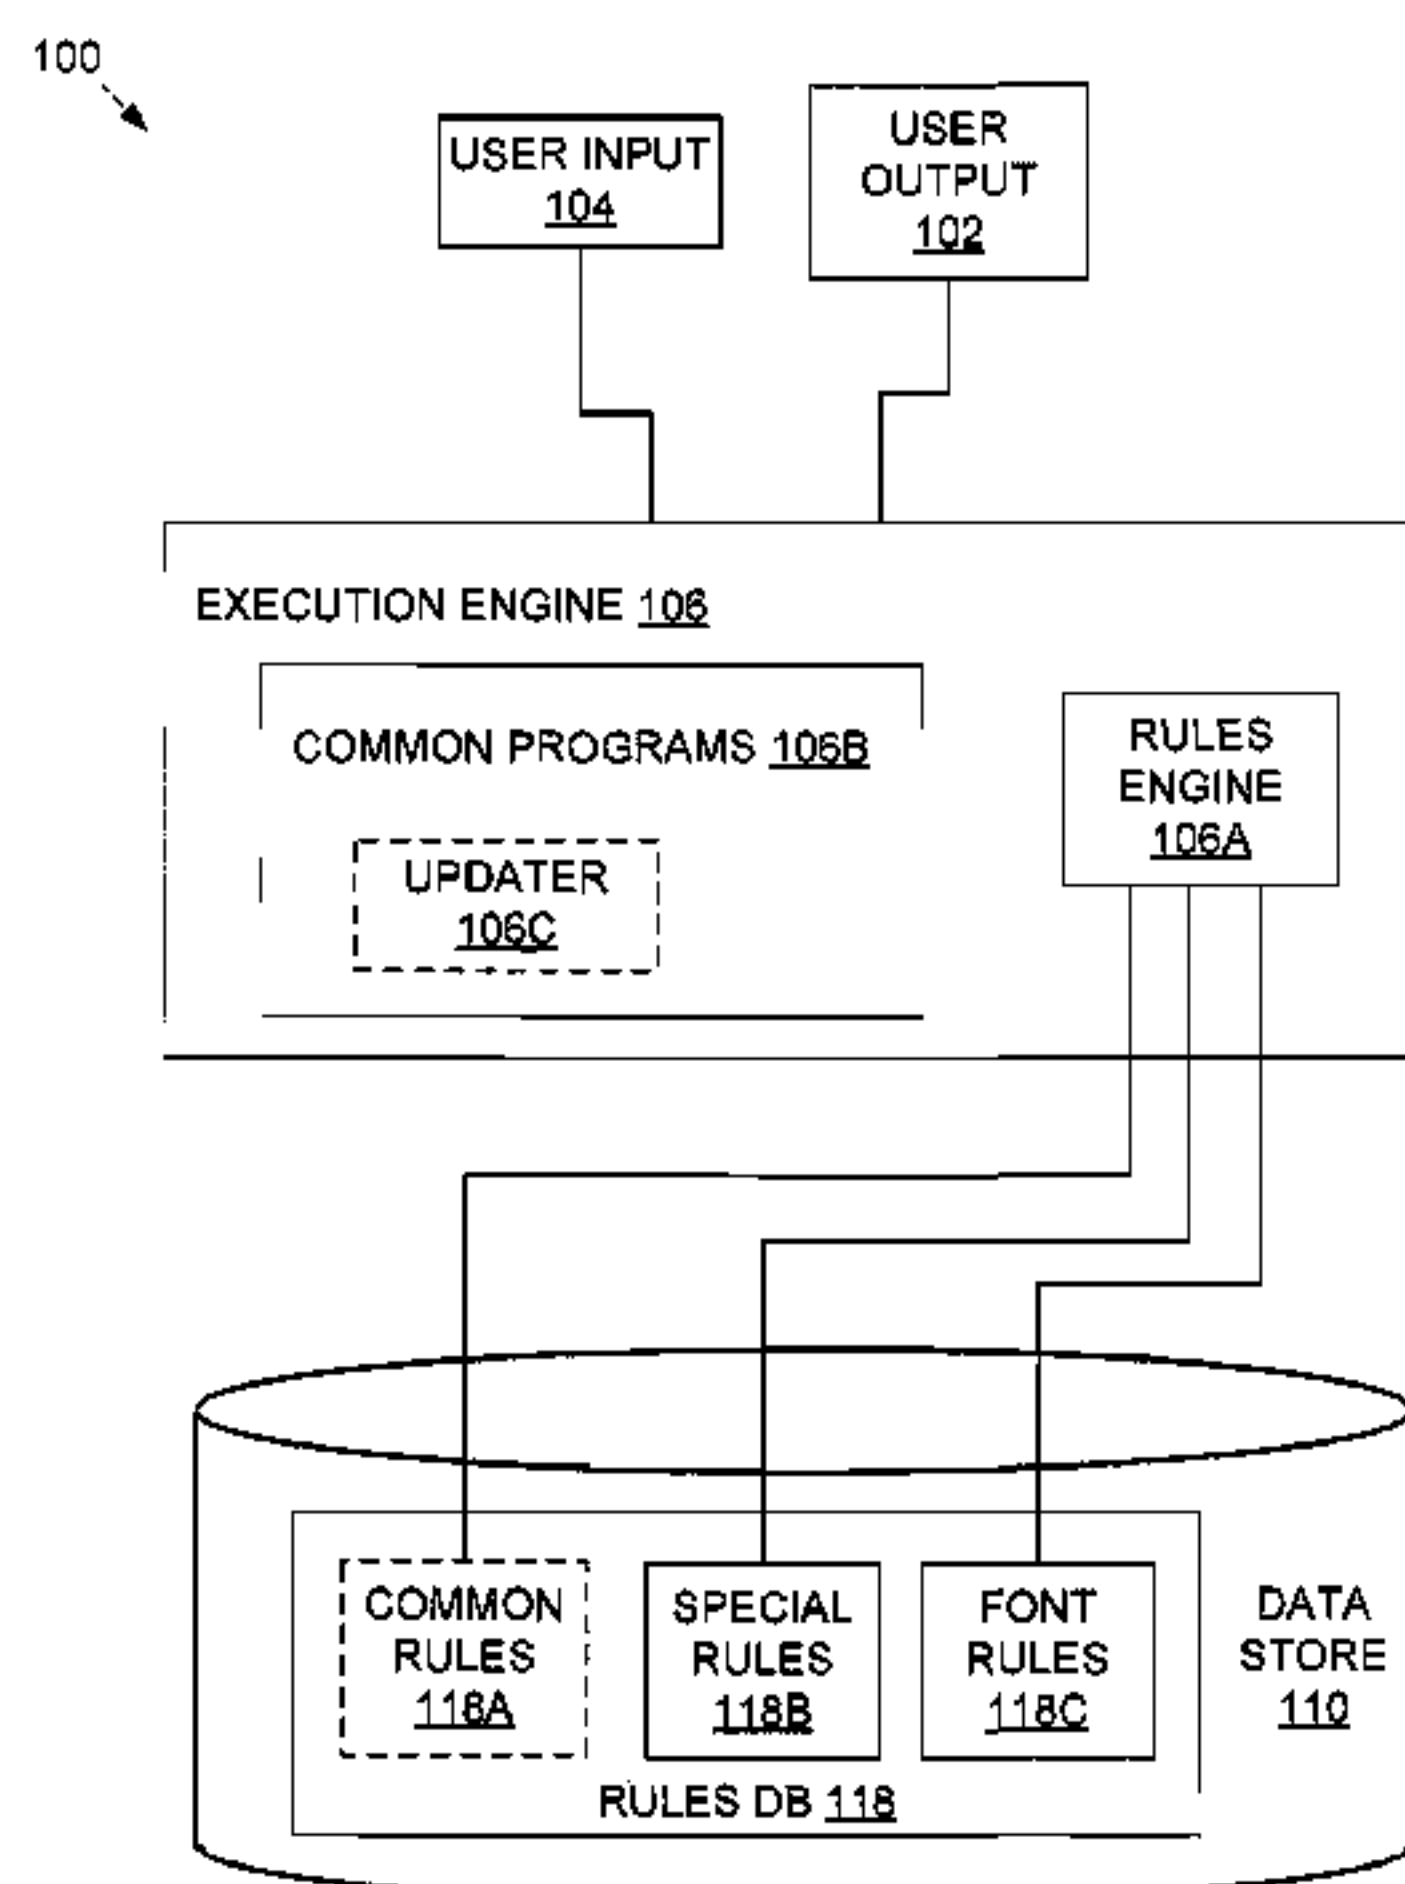 100
USER INPUT
104
USER
OUTPUT
102
EXECUTION ENGINE 106
COMMON PROGRAMS 106B
UPDATER
106C
RULES
ENGINE
106A
COMMON
RULES
118A
SPECIAL
RULES
118B
FONT
RULES
118C
DATA
STORE
110
RULES DB 118